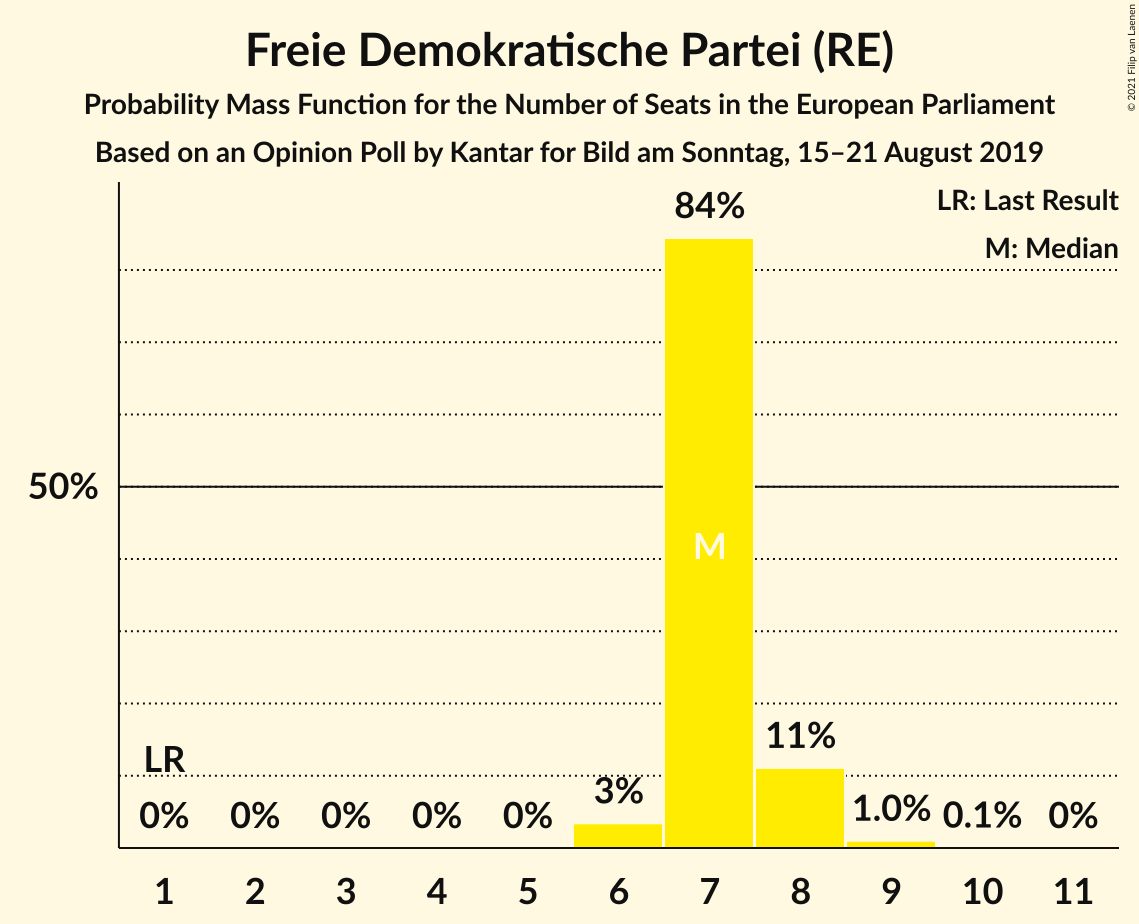 Freie Demokratische Partei (RE)
Probability Mass Function for the Number of Seats in the European Parliament
Based on an Opinion Poll by Kantar for Bild am Sonntag, 15–21 August 2019
© 2021 Filip van Laenen
LR: Last Result
M: Median
84%
50%
M
LR
11%
3%
0% 0% 0% 0% 0% 1.0% 0.1% 0%
1 2 3 4 5 6 7 8 9 10 11